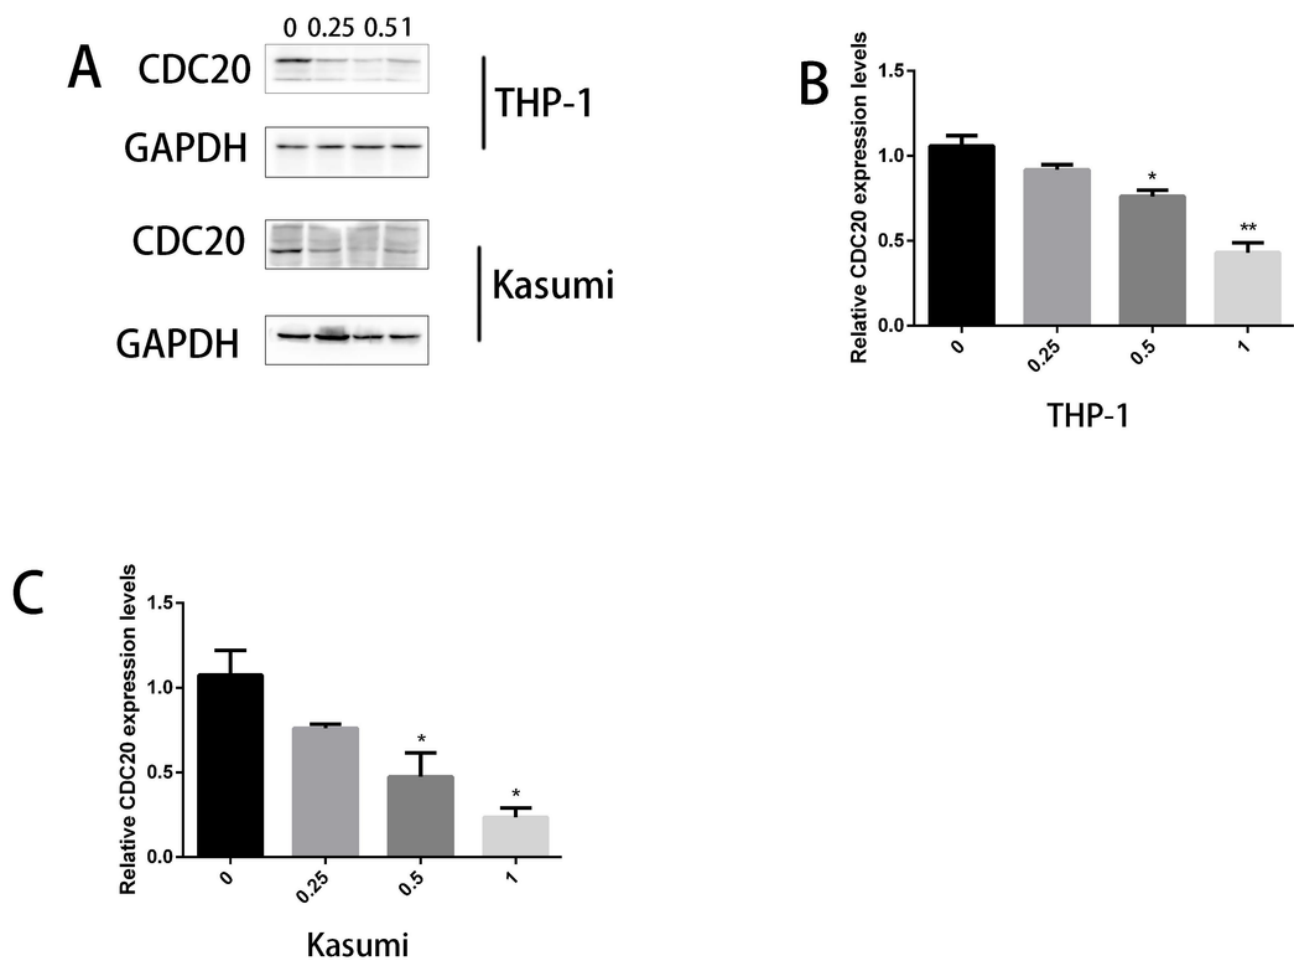 A
0 0.25 0.51
CDC20
THP-1
GAPDH
CDC20
Kasumi
GAPDH
B
Relative CDC20 expression levels
1.5
1.0
0.5
0.0
*
**
0
0.25
0.5
1
THP-1
C
Relative CDC20 expression levels
1.5
1.0
0.5
0.0
*
*
0
0.25
0.5
1
Kasumi